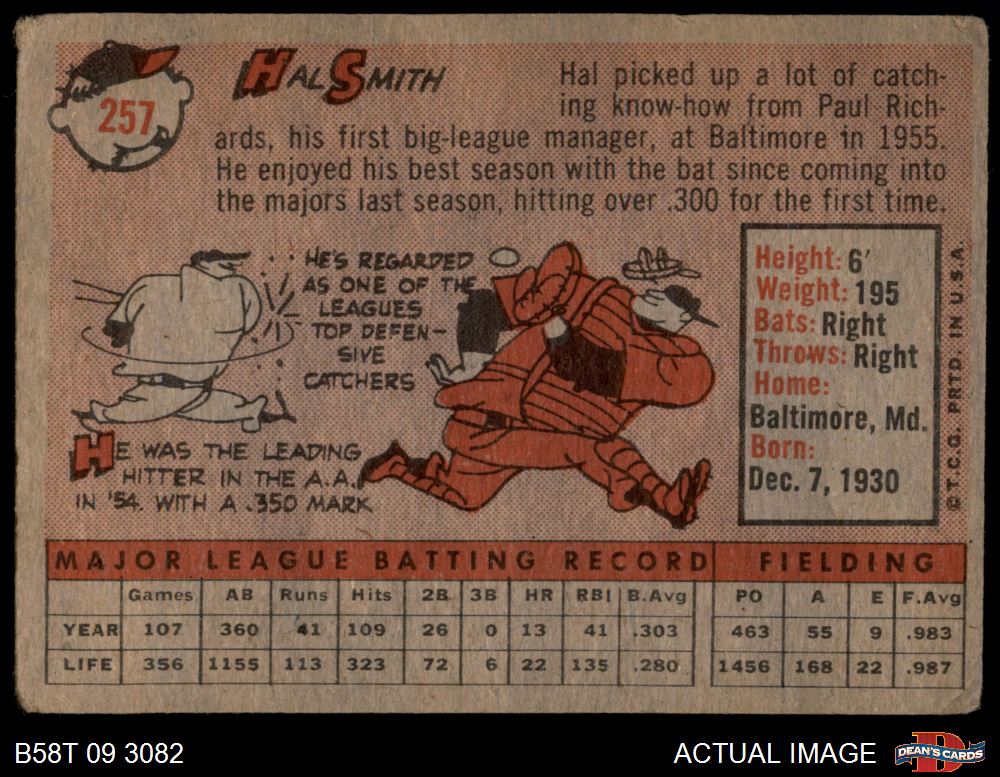 257
HAL SMITH
Hal picked up a lot of catch-
ing know-how from Paul Rich-
ards, his first big-league manager, at Baltimore in 1955.
He enjoyed his best season with the bat since coming into
the majors last season, hitting over .300 for the first time.
HE'S REGARDED
AS ONE OF THE
LEAGUES
TOP DEFEN-
SIVE
CATCHERS
HE WAS THE LEADING
HITTER IN THE A.A.
IN '54. WITH A .350 MARK
Height: 6'
Weight: 195
Bats: Right
Throws: Right
Home:
Baltimore, Md.
Born:
Dec. 7, 1930
© T.C.G. PRTD. IN U.S.A.
MAJOR LEAGUE BATTING RECORD FIELDING
Games AB Runs Hits 2B 3B HR RBI B.Avg PO A E F.Avg
YEAR 107 360 41 109 26 0 13 41 .303 463 55 9 .983
LIFE 356 1155 113 323 72 6 22 135 .280 1456 168 22 .987
B58T 09 3082
ACTUAL IMAGE
D
DEAN'S CARDS